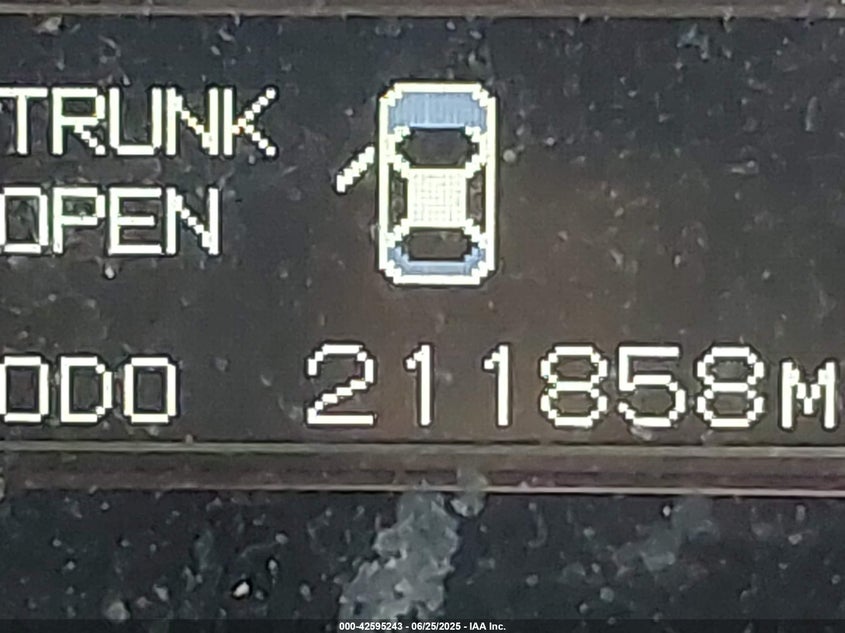 TRUNK
OPEN
ODO 211858M
000-42595243 - 06/25/2025 - IAA Inc.